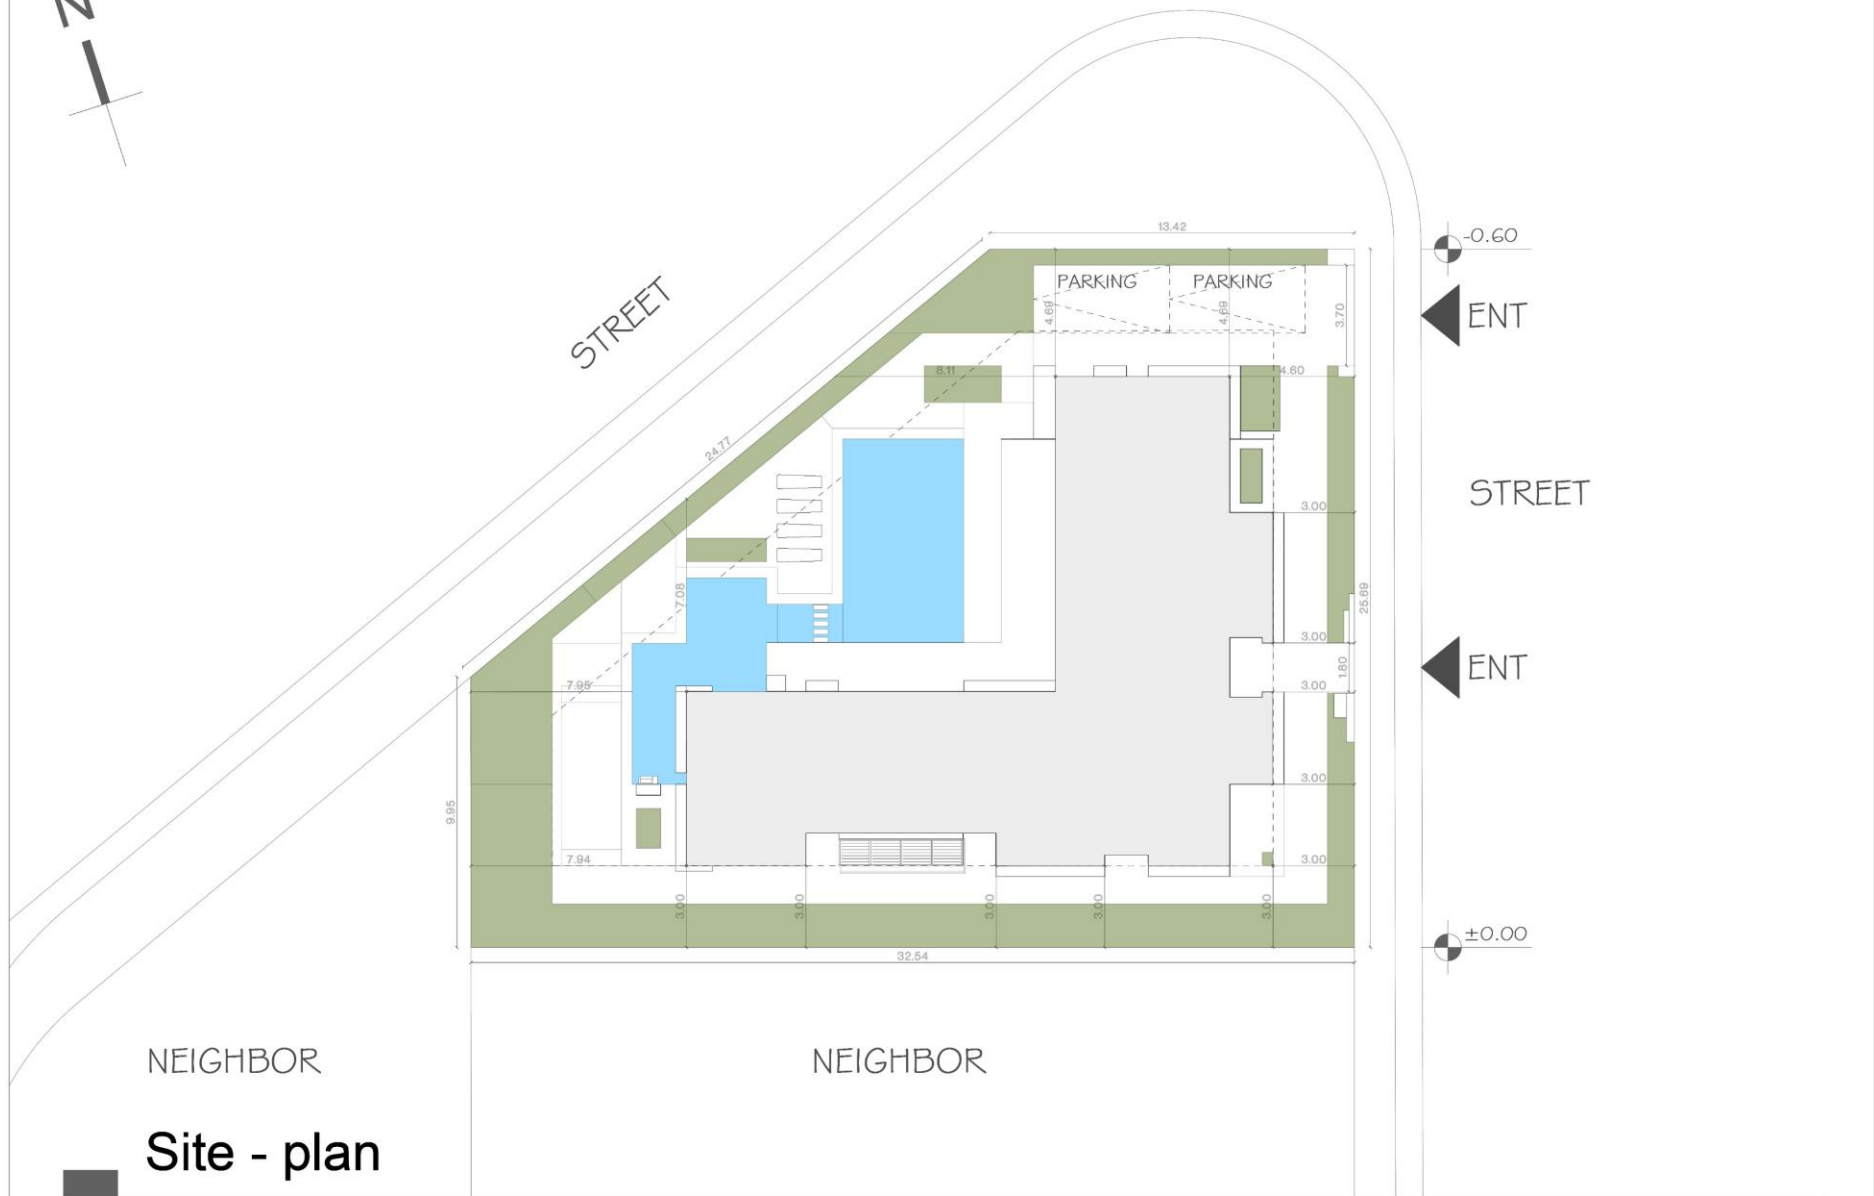 N
13.42
-0.60
PARKING
PARKING
ENT
4.69
4.69
3.70
STREET
8.11
4.60
24.77
STREET
3.00
7.08
25.69
3.00
ENT
1.80
7.95
3.00
3.00
9.95
7.94
3.00
3.00
3.00
3.00
3.00
3.00
±0.00
32.54
NEIGHBOR
NEIGHBOR
Site - plan